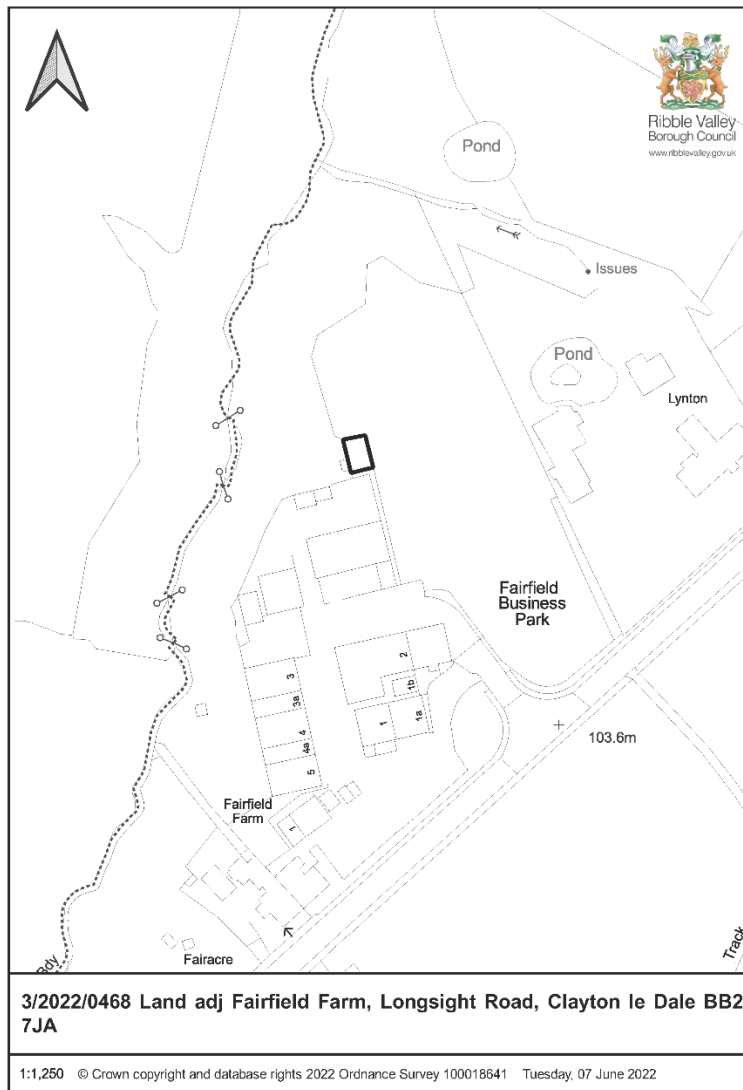 Ribble Valley
Borough Council
www.ribblevalley.gov.uk
Pond
Issues
Pond
Lynton
Fairfield
Business
Park
2
3
1b
3a
1
1a
4
4a
103.6m
5
Fairfield
Farm
1
Fairacre
Track
Bdy
3/2022/0468 Land adj Fairfield Farm, Longsight Road, Clayton le Dale BB2
7JA
1:1,250 © Crown copyright and database rights 2022 Ordnance Survey 100018641 Tuesday, 07 June 2022